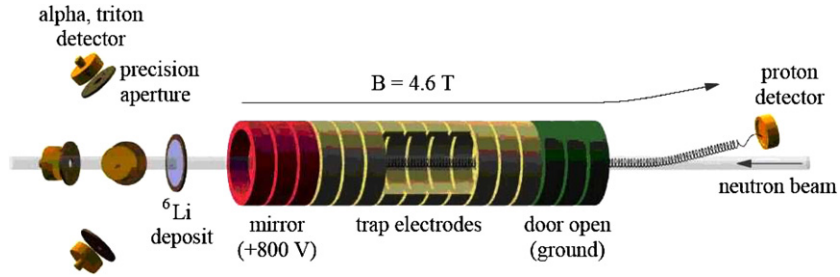 alpha, triton
detector
precision
aperture
B = 4.6 T
proton
detector
neutron beam
⁶Li
deposit
mirror
(+800 V)
trap electrodes
door open
(ground)